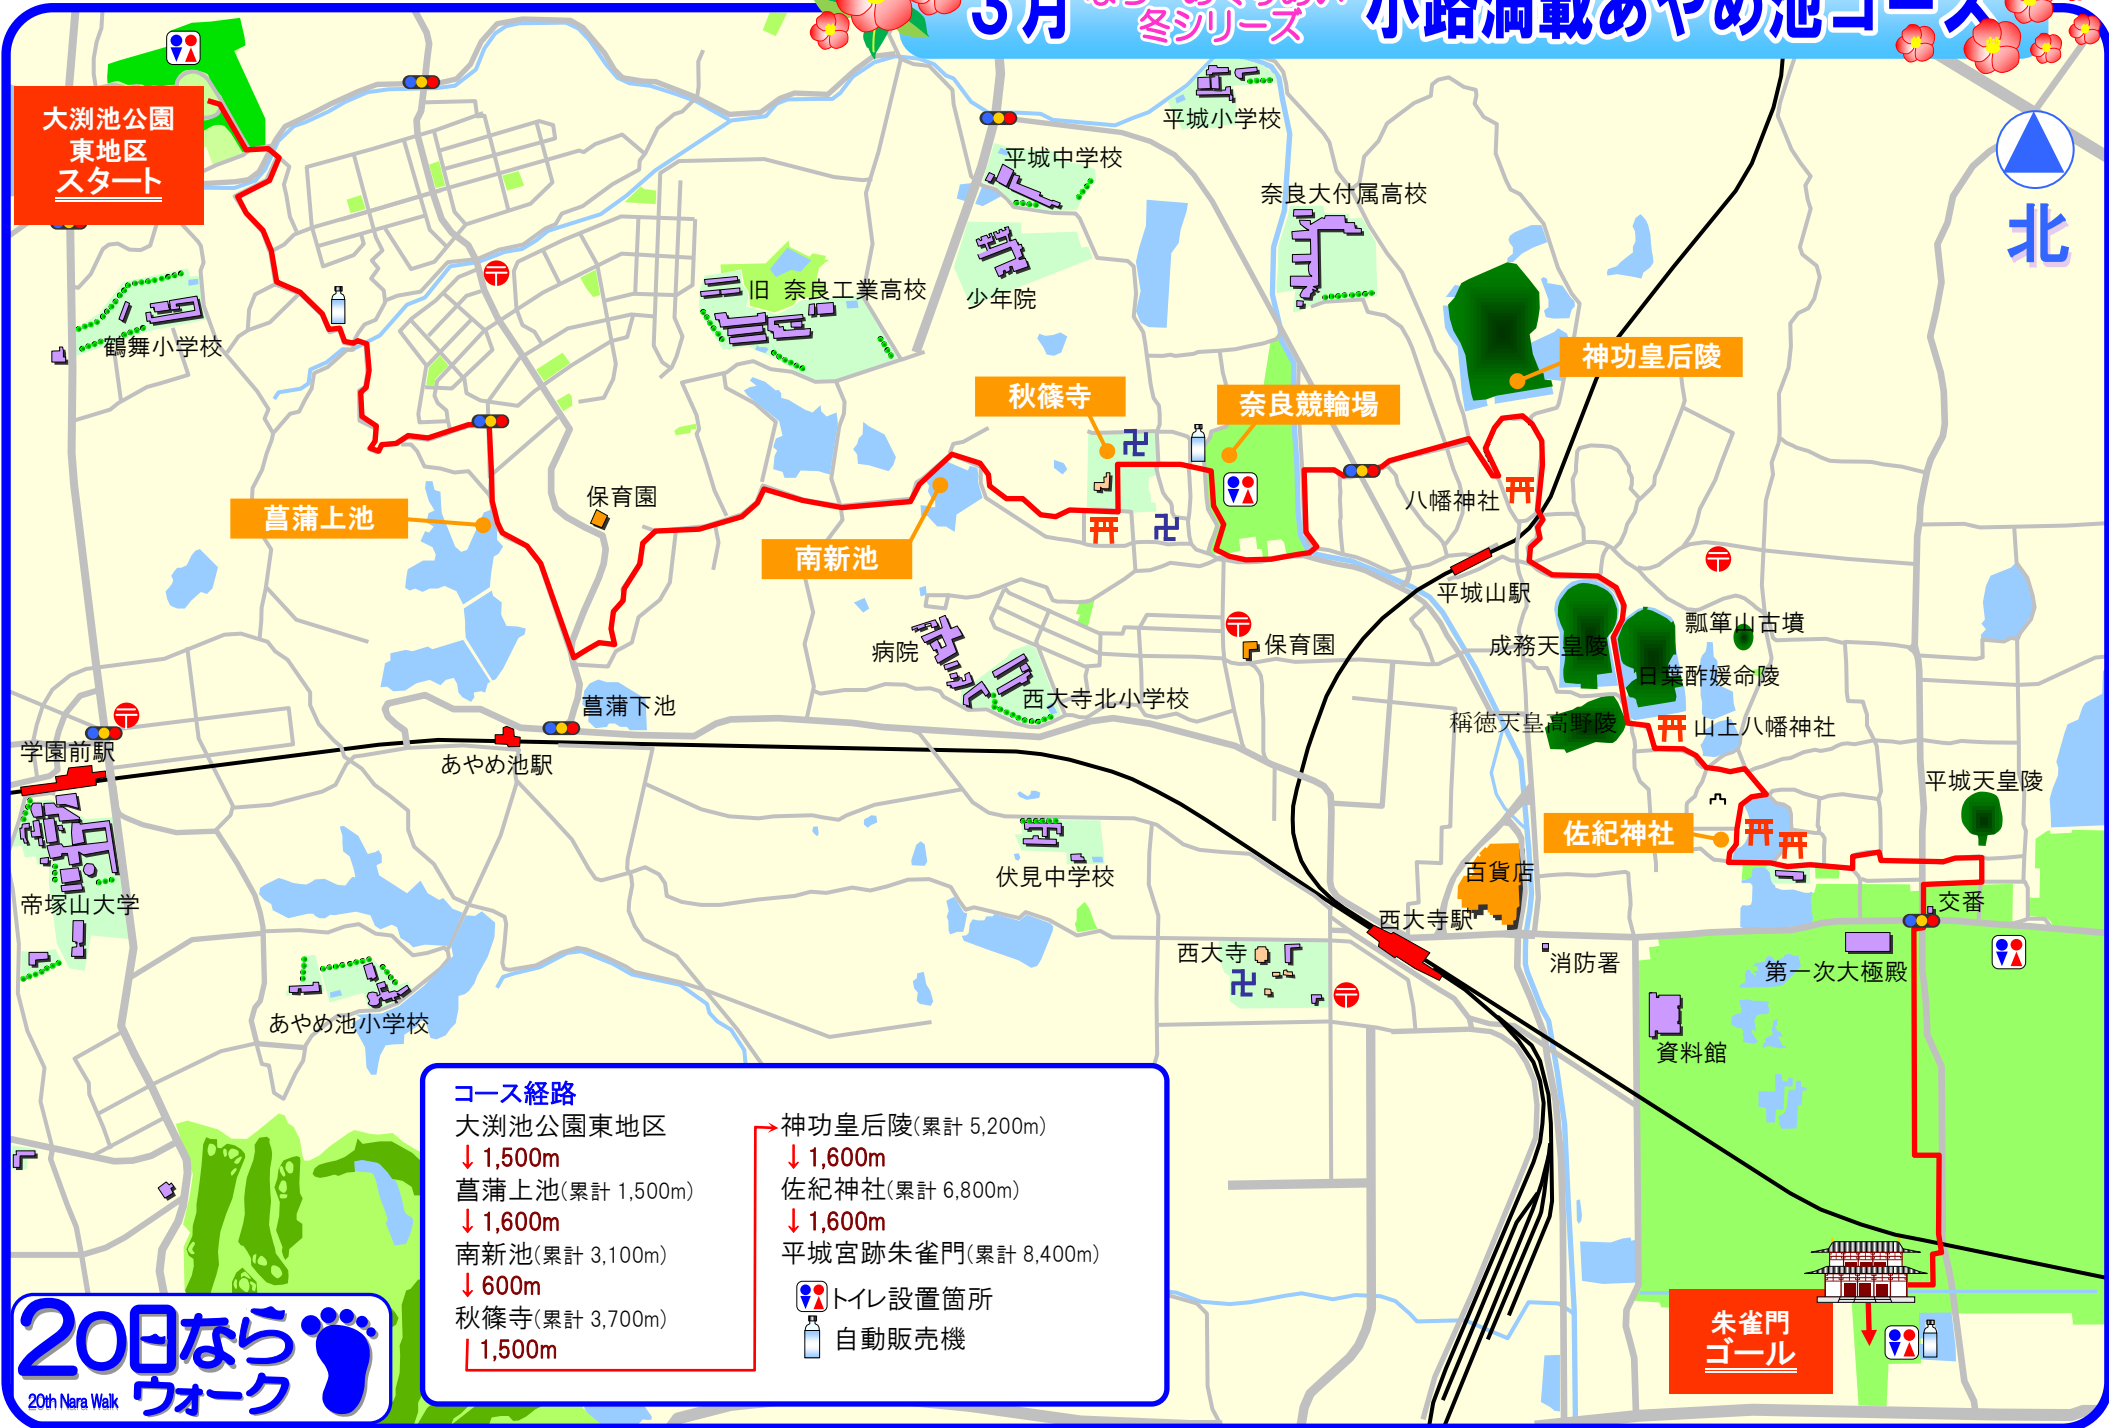 3月
冬シリーズ
小路満載あやめ池コース
大渕池公園
東地区
スタート
平城小学校
平城中学校
奈良大付属高校
北
旧 奈良工業高校
少年院
鶴舞小学校
神功皇后陵
秋篠寺
奈良競輪場
八幡神社
菖蒲上池
保育園
南新池
平城山駅
瓢箪山古墳
成務天皇陵
病院
保育園
日葉酢媛命陵
西大寺北小学校
菖蒲下池
稱徳天皇高野陵
山上八幡神社
学園前駅
あやめ池駅
平城天皇陵
佐紀神社
百貨店
伏見中学校
帝塚山大学
西大寺駅
交番
西大寺
消防署
第一次大極殿
あやめ池小学校
資料館
コース経路
大渕池公園東地区
↓ 1,500m
菖蒲上池(累計 1,500m)
↓ 1,600m
南新池(累計 3,100m)
↓ 600m
秋篠寺(累計 3,700m)
1,500m
神功皇后陵(累計 5,200m)
↓ 1,600m
佐紀神社(累計 6,800m)
↓ 1,600m
平城宮跡朱雀門(累計 8,400m)
トイレ設置箇所
自動販売機
朱雀門
ゴール
20日なら
ウォーク
20th Nara Walk